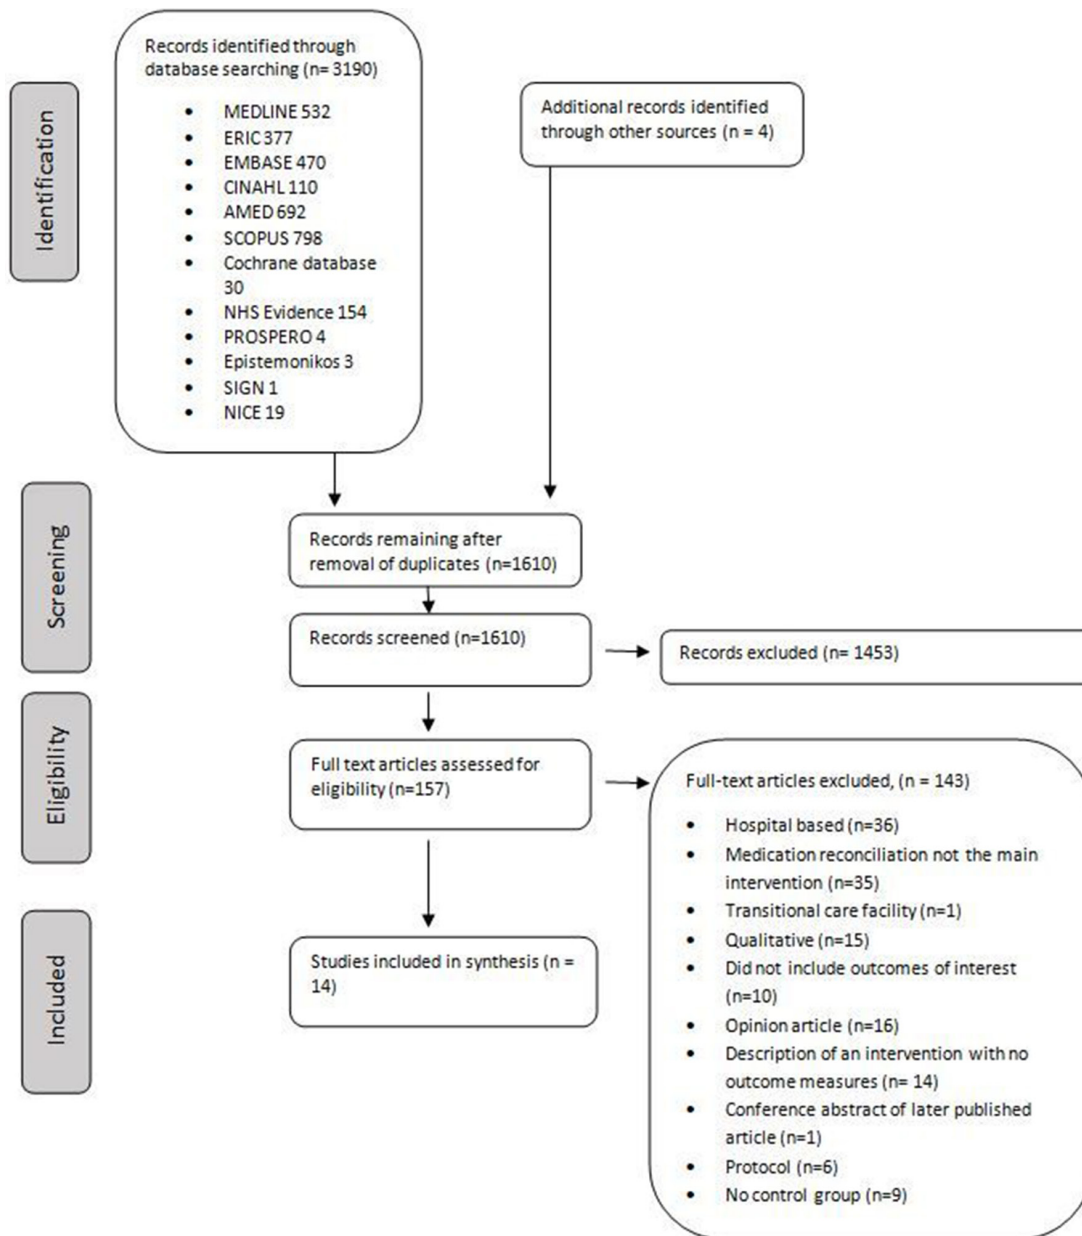 Identification
Records identified through
database searching (n= 3190)
• MEDLINE 532
• ERIC 377
• EMBASE 470
• CINAHL 110
• AMED 692
• SCOPUS 798
• Cochrane database
30
• NHS Evidence 154
• PROSPERO 4
• Epistemonikos 3
• SIGN 1
• NICE 19
Additional records identified
through other sources (n = 4)
Screening
Records remaining after
removal of duplicates (n=1610)
Records screened (n=1610)
Records excluded (n= 1453)
Eligibility
Full text articles assessed for
eligibility (n=157)
Full-text articles excluded, (n = 143)
• Hospital based (n=36)
• Medication reconciliation not the main
intervention (n=35)
• Transitional care facility (n=1)
• Qualitative (n=15)
• Did not include outcomes of interest
(n=10)
• Opinion article (n=16)
• Description of an intervention with no
outcome measures (n= 14)
• Conference abstract of later published
article (n=1)
• Protocol (n=6)
• No control group (n=9)
Included
Studies included in synthesis (n =
14)